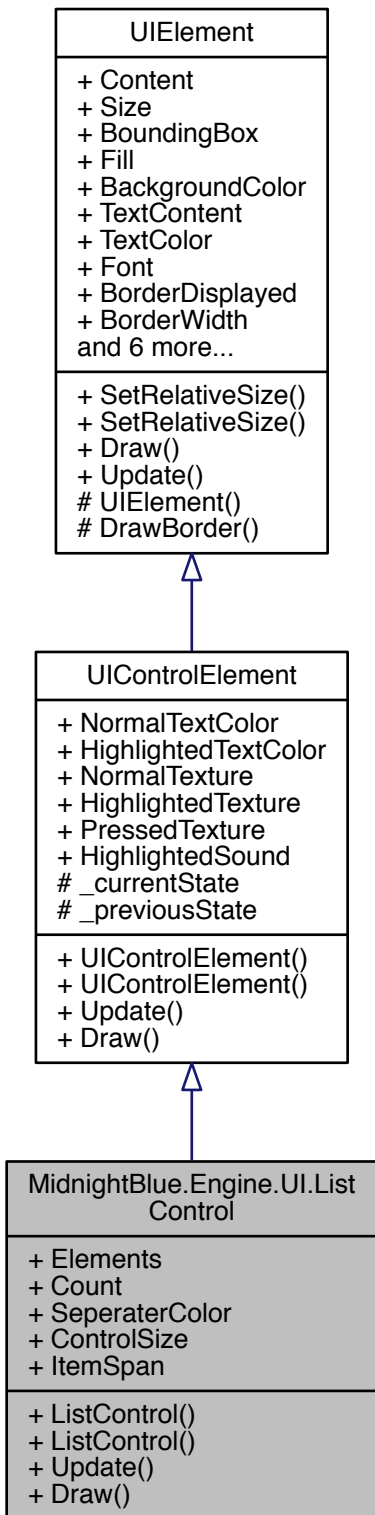 UIElement
+ Content
+ Size
+ BoundingBox
+ Fill
+ BackgroundColor
+ TextContent
+ TextColor
+ Font
+ BorderDisplayed
+ BorderWidth
and 6 more...
+ SetRelativeSize()
+ SetRelativeSize()
+ Draw()
+ Update()
# UIElement()
# DrawBorder()
UIControlElement
+ NormalTextColor
+ HighlightedTextColor
+ NormalTexture
+ HighlightedTexture
+ PressedTexture
+ HighlightedSound
# _currentState
# _previousState
+ UIControlElement()
+ UIControlElement()
+ Update()
+ Draw()
MidnightBlue.Engine.UI.List
Control
+ Elements
+ Count
+ SeperaterColor
+ ControlSize
+ ItemSpan
+ ListControl()
+ ListControl()
+ Update()
+ Draw()